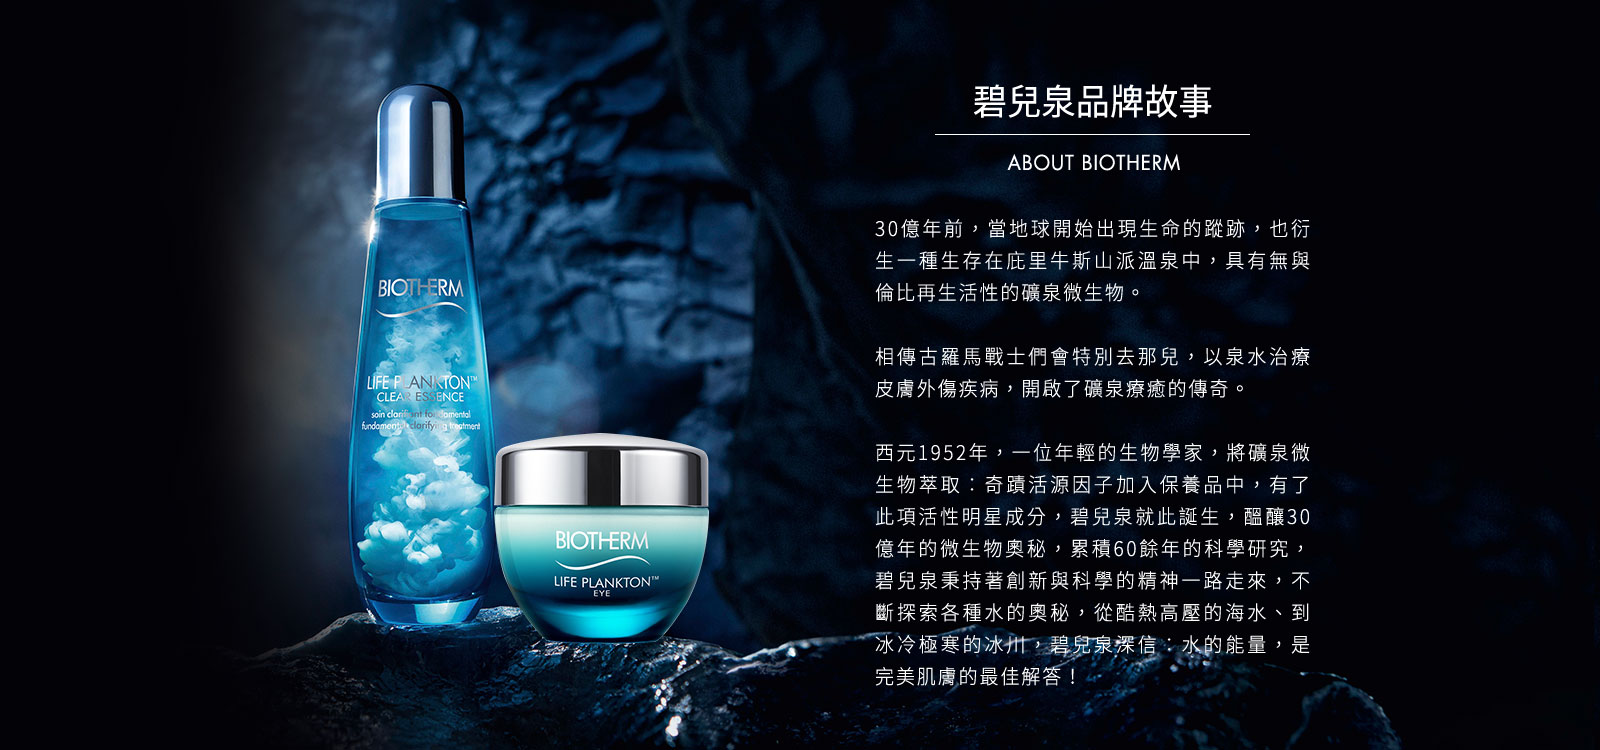 BIOTHERM
LIFE PLANKTON™
CLEAR ESSENCE
soin clarifiant fondamental
fundamental clarifying treatment
BIOTHERM
LIFE PLANKTON™
EYE
碧兒泉品牌故事
ABOUT BIOTHERM
30億年前，當地球開始出現生命的蹤跡，也衍
生一種生存在庇里牛斯山派溫泉中，具有無與
倫比再生活性的礦泉微生物。
相傳古羅馬戰士們會特別去那兒，以泉水治療
皮膚外傷疾病，開啟了礦泉療癒的傳奇。
西元1952年，一位年輕的生物學家，將礦泉微
生物萃取：奇蹟活源因子加入保養品中，有了
此項活性明星成分，碧兒泉就此誕生，醞釀30
億年的微生物奧秘，累積60餘年的科學研究，
碧兒泉秉持著創新與科學的精神一路走來，不
斷探索各種水的奧秘，從酷熱高壓的海水、到
冰冷極寒的冰川，碧兒泉深信：水的能量，是
完美肌膚的最佳解答！